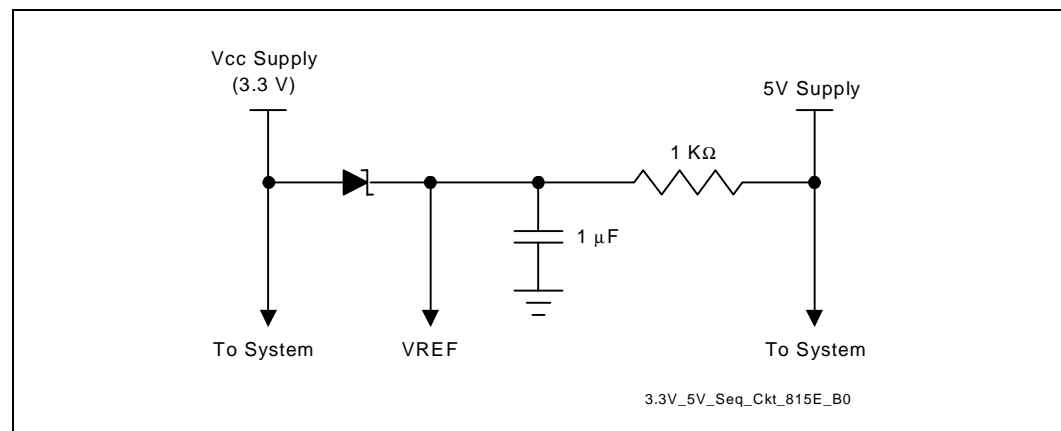 Vcc Supply
(3.3 V)
5V Supply
1 KΩ
1 μF
To System
VREF
To System
3.3V_5V_Seq_Ckt_815E_B0